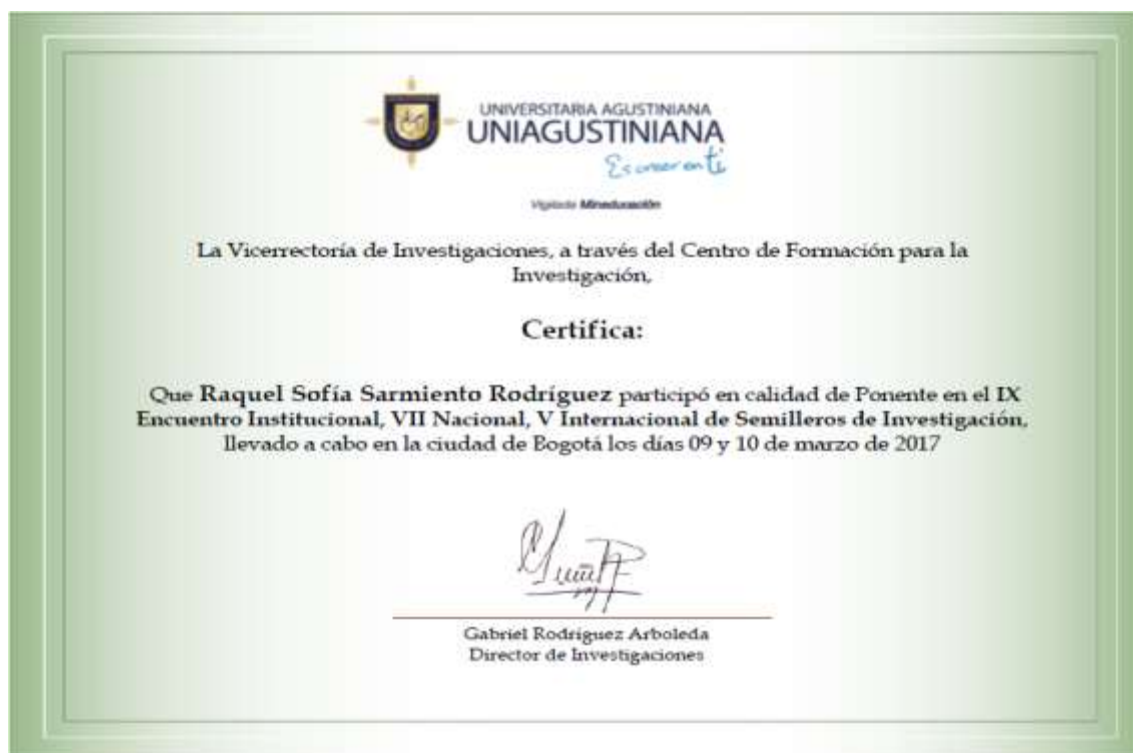 UNIVERSITARIA AGUSTINIANA
UNIAGUSTINIANA
Vigilada Mineducación
La Vicerrectoría de Investigaciones, a través del Centro de Formación para la
Investigación,
Certifica:
Que Raquel Sofía Sarmiento Rodríguez participó en calidad de Ponente en el IX
Encuentro Institucional, VII Nacional, V Internacional de Semilleros de Investigación,
llevado a cabo en la ciudad de Bogotá los días 09 y 10 de marzo de 2017
Gabriel Rodríguez Arboleda
Director de Investigaciones